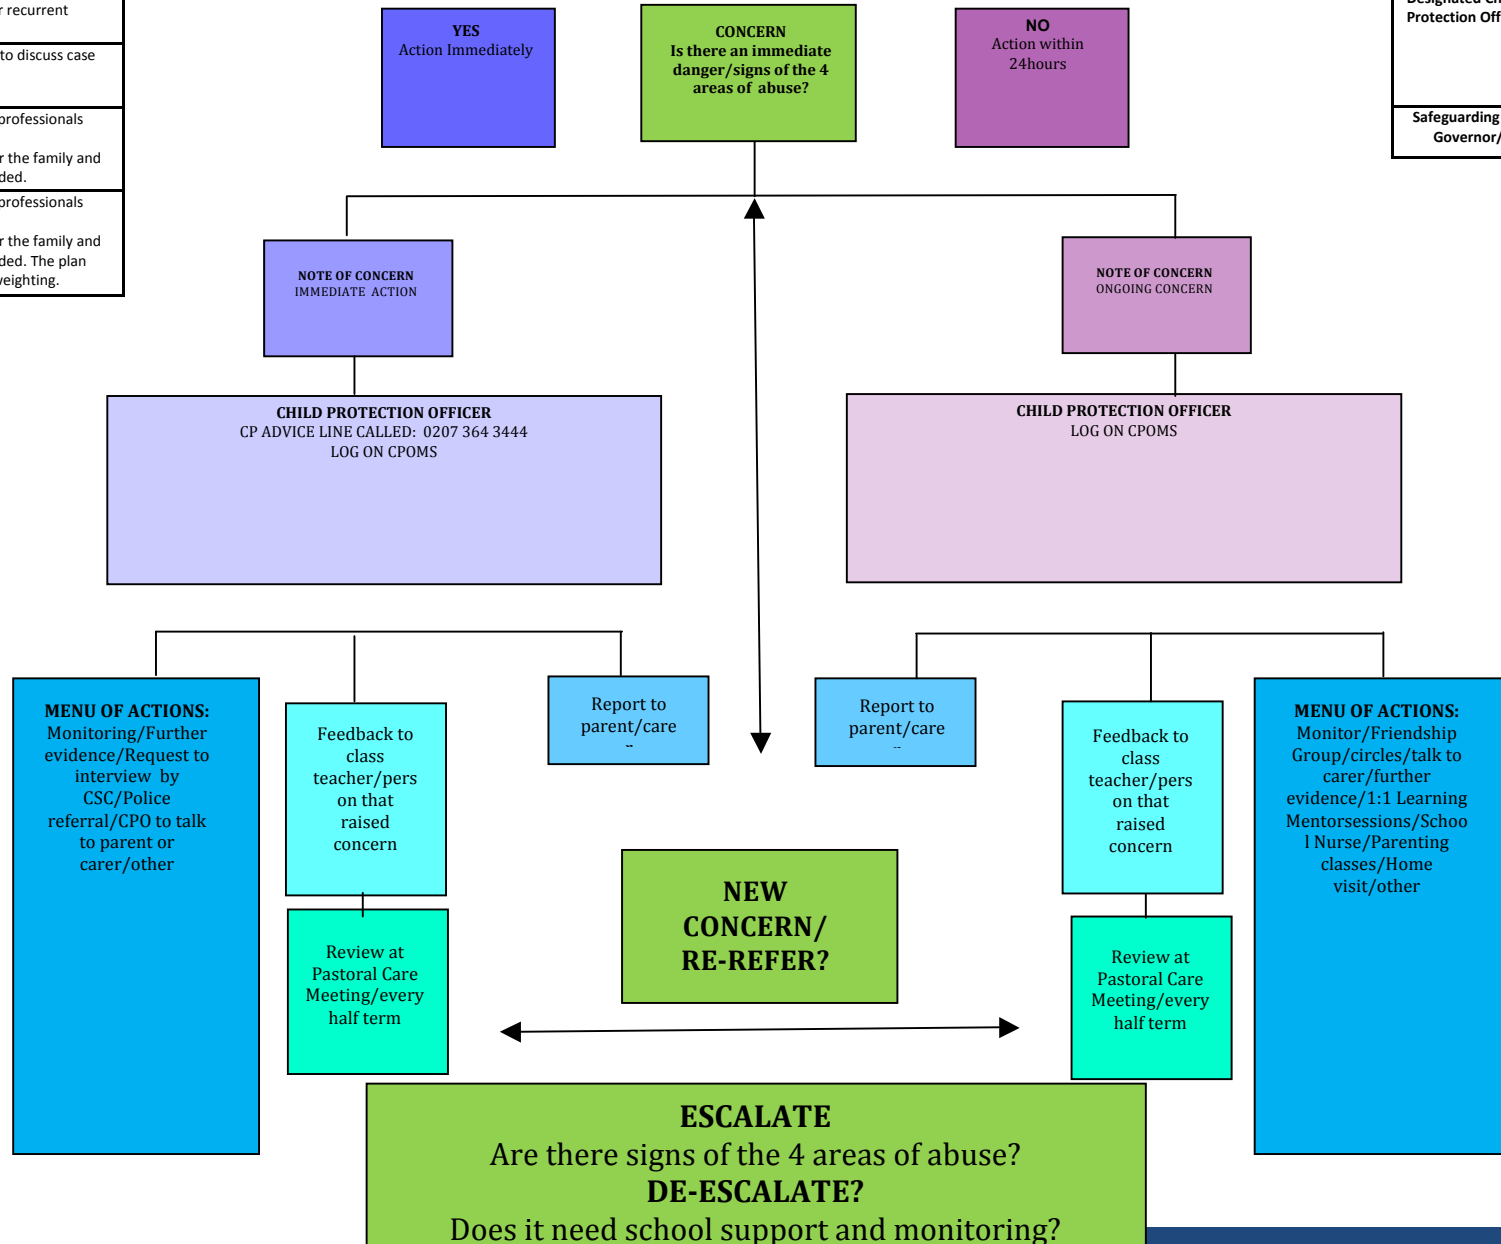 r recurrent
to discuss case
professionals
r the family and
ded.
professionals
r the family and
ded. The plan
weighting.
YES
Action Immediately
CONCERN
Is there an immediate
danger/signs of the 4
areas of abuse?
NO
Action within
24hours
Designated Ch
Protection Off
Safeguarding
Governor/
NOTE OF CONCERN
IMMEDIATE ACTION
NOTE OF CONCERN
ONGOING CONCERN
CHILD PROTECTION OFFICER
CP ADVICE LINE CALLED: 0207 364 3444
LOG ON CPOMS
CHILD PROTECTION OFFICER
LOG ON CPOMS
MENU OF ACTIONS:
Monitoring/Further
evidence/Request to
interview by
CSC/Police
referral/CPO to talk
to parent or
carer/other
Feedback to
class
teacher/pers
on that
raised
concern
Report to
parent/care
Report to
parent/care
Feedback to
class
teacher/pers
on that
raised
concern
MENU OF ACTIONS:
Monitor/Friendship
Group/circles/talk to
carer/further
evidence/1:1 Learning
Mentorsessions/Schoo
l Nurse/Parenting
classes/Home
visit/other
NEW
CONCERN/
RE-REFER?
Review at
Pastoral Care
Meeting/every
half term
Review at
Pastoral Care
Meeting/every
half term
ESCALATE
Are there signs of the 4 areas of abuse?
DE-ESCALATE?
Does it need school support and monitoring?